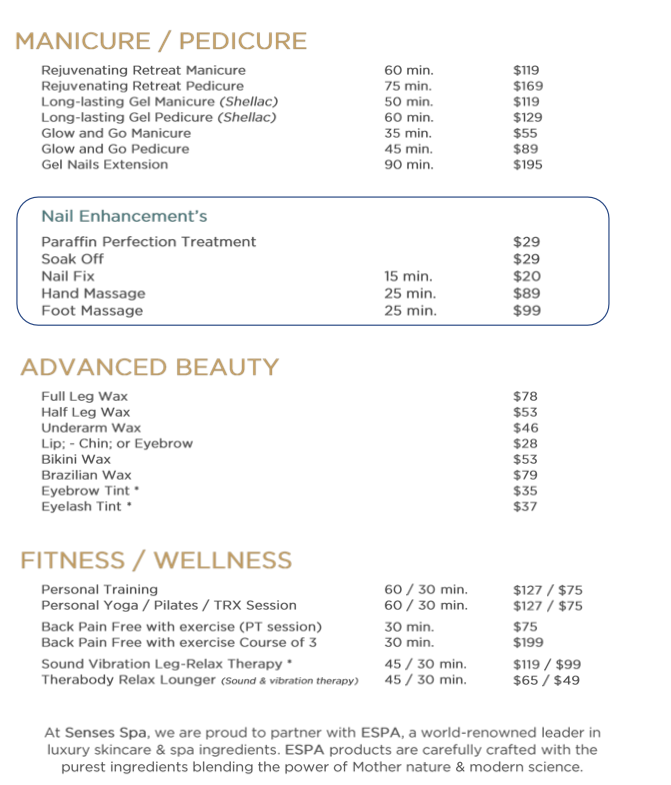 MANICURE / PEDICURE
Rejuvenating Retreat Manicure 60 min. $119
Rejuvenating Retreat Pedicure 75 min. $169
Long-lasting Gel Manicure (Shellac) 50 min. $119
Long-lasting Gel Pedicure (Shellac) 60 min. $129
Glow and Go Manicure 35 min. $55
Glow and Go Pedicure 45 min. $89
Gel Nails Extension 90 min. $195
Nail Enhancement's
Paraffin Perfection Treatment $29
Soak Off $29
Nail Fix 15 min. $20
Hand Massage 25 min. $89
Foot Massage 25 min. $99
ADVANCED BEAUTY
Full Leg Wax $78
Half Leg Wax $53
Underarm Wax $46
Lip; - Chin; or Eyebrow $28
Bikini Wax $53
Brazilian Wax $79
Eyebrow Tint * $35
Eyelash Tint * $37
FITNESS / WELLNESS
Personal Training 60 / 30 min. $127 / $75
Personal Yoga / Pilates / TRX Session 60 / 30 min. $127 / $75
Back Pain Free with exercise (PT session) 30 min. $75
Back Pain Free with exercise Course of 3 30 min. $199
Sound Vibration Leg-Relax Therapy * 45 / 30 min. $119 / $99
Therabody Relax Lounger (Sound & vibration therapy) 45 / 30 min. $65 / $49
At Senses Spa, we are proud to partner with ESPA, a world-renowned leader in
luxury skincare & spa ingredients. ESPA products are carefully crafted with the
purest ingredients blending the power of Mother nature & modern science.